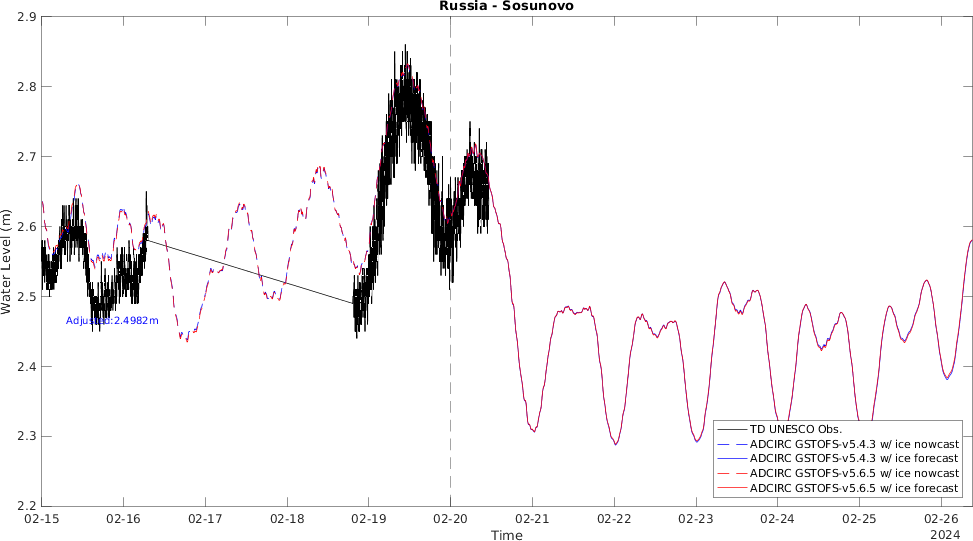 Russia - Sosunovo
2.9
2.8
2.7
2.6
2.5
2.4
2.3
2.2
Water Level (m)
Adjusted:2.4982m
TD UNESCO Obs.
ADCIRC GSTOFS-v5.4.3 w/ ice nowcast
ADCIRC GSTOFS-v5.4.3 w/ ice forecast
ADCIRC GSTOFS-v5.6.5 w/ ice nowcast
ADCIRC GSTOFS-v5.6.5 w/ ice forecast
02-15 02-16 02-17 02-18 02-19 02-20 02-21 02-22 02-23 02-24 02-25 02-26
Time
2024